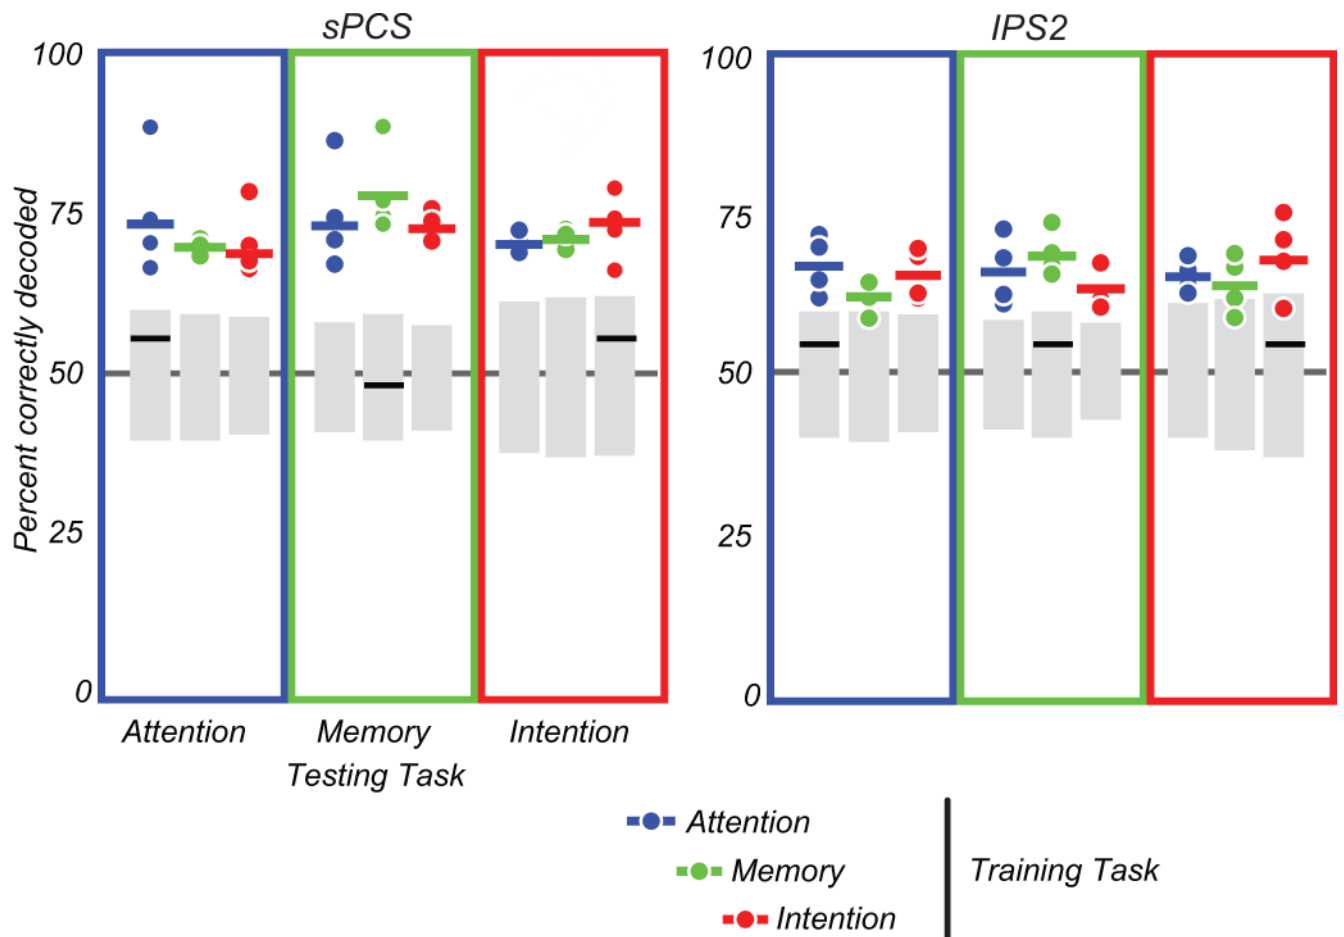 sPCS
IPS2
100
75
50
25
0
Percent correctly decoded
100
75
50
25
0
Attention
Memory
Intention
Testing Task
Attention
Memory
Intention
Training Task